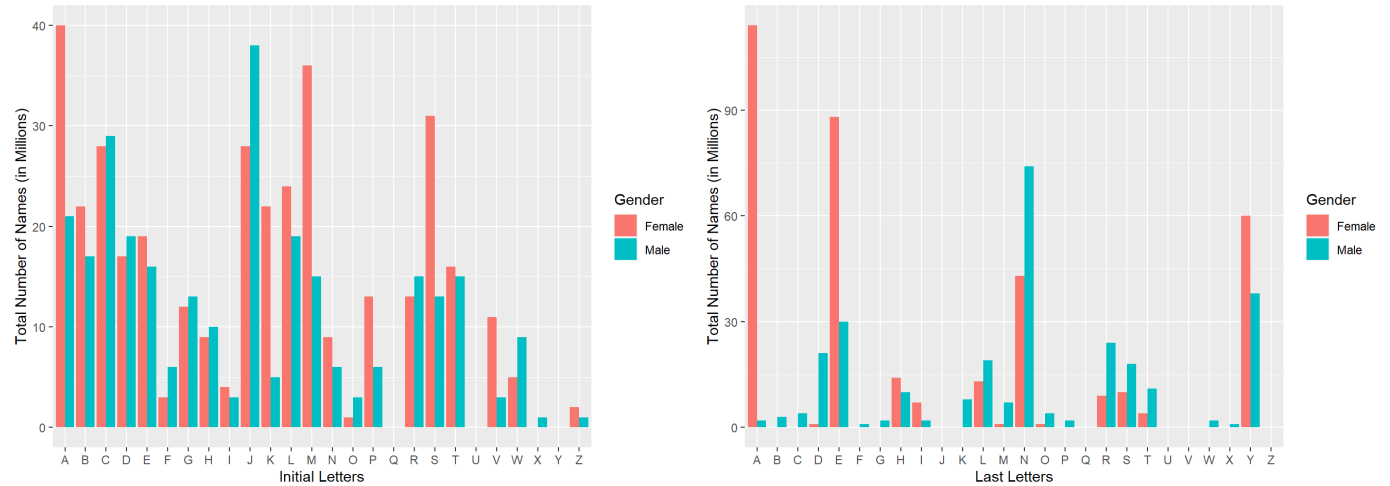 Total Number of Names (in Millions)
40
30
20
10
0
A B C D E F G H I J K L M N O P Q R S T U V W X Y Z
Initial Letters
Gender
Female
Male
Total Number of Names (in Millions)
90
60
30
0
A B C D E F G H I J K L M N O P Q R S T U V W X Y Z
Last Letters
Gender
Female
Male